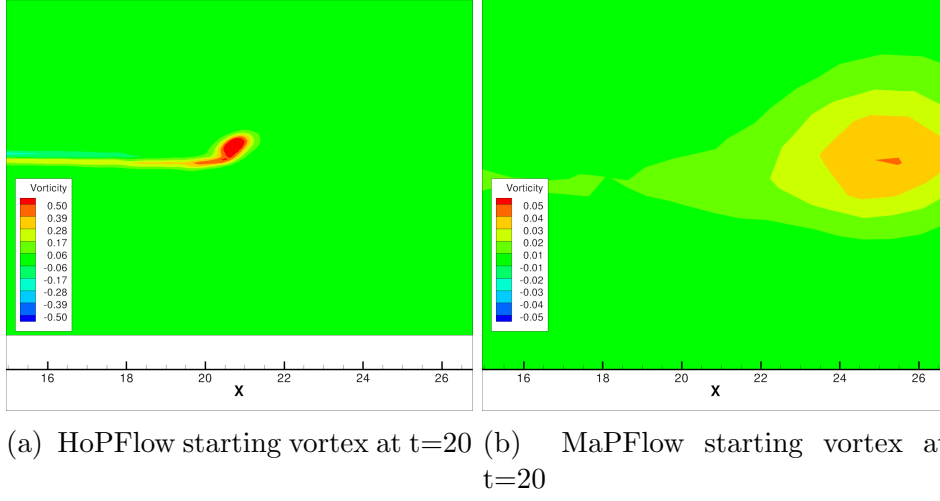 Vorticity
0.50
0.39
0.28
0.17
0.06
-0.06
-0.17
-0.28
-0.39
-0.50
16 18 20 22 24 26
X
Vorticity
0.05
0.04
0.03
0.02
0.01
-0.01
-0.02
-0.03
-0.04
-0.05
16 18 20 22 24 26
X
(a) HoPFlow starting vortex at t=20
(b) MaPFlow starting vortex at
t=20